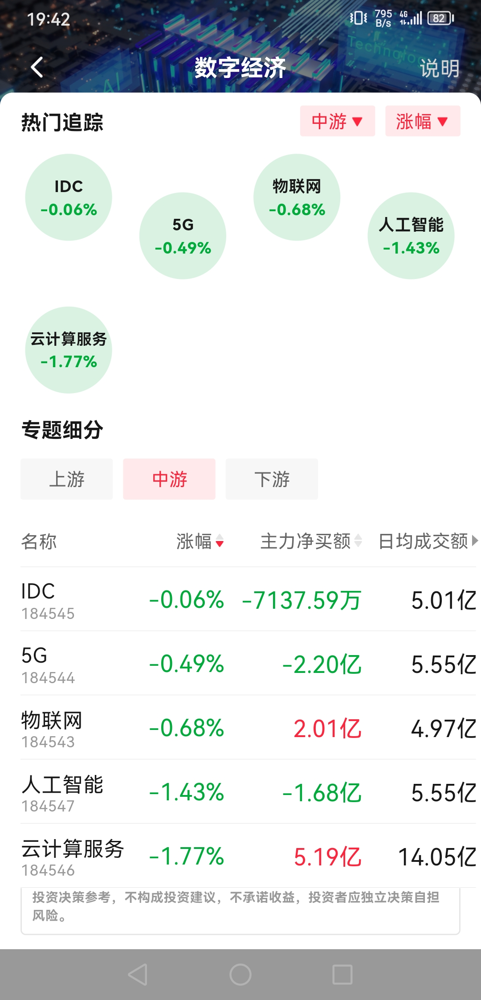 19:42
795
B/s
4G
82
Technolo
AI
数字经济
说明
热门追踪
中游
涨幅
IDC
-0.06%
5G
-0.49%
物联网
-0.68%
人工智能
-1.43%
云计算服务
-1.77%
专题细分
上游
中游
下游
名称 涨幅 主力净买额 日均成交额
IDC
184545
-0.06% -7137.59万 5.01亿
5G
184544
-0.49% -2.20亿 5.55亿
物联网
184543
-0.68% 2.01亿 4.97亿
人工智能
184547
-1.43% -1.68亿 5.55亿
云计算服务
184546
-1.77% 5.19亿 14.05亿
投资决策参考，不构成投资建议，不承诺收益，投资者应独立决策自担
风险。